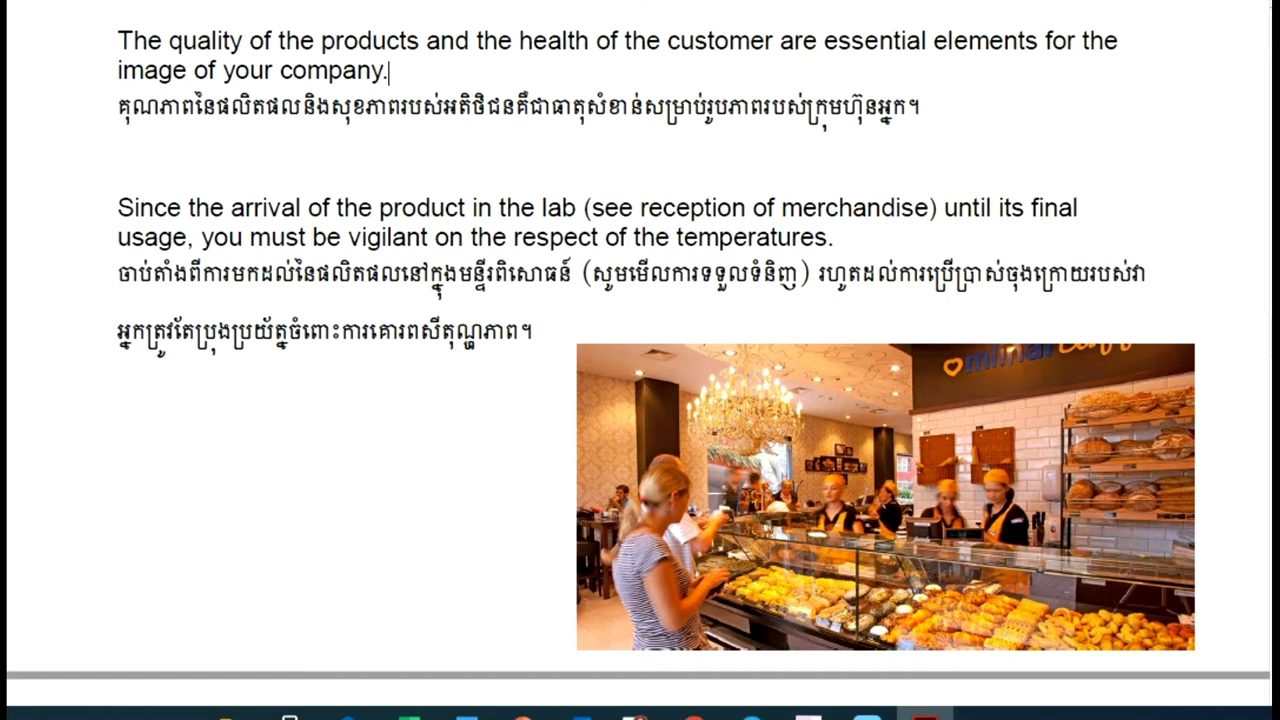 The quality of the products and the health of the customer are essential elements for the
image of your company.
គុណភាពនៃផលិតផលនិងសុខភាពរបស់អតិថិជនគឺជាធាតុសំខាន់សម្រាប់រូបភាពរបស់ក្រុមហ៊ុនអ្នក។
Since the arrival of the product in the lab (see reception of merchandise) until its final
usage, you must be vigilant on the respect of the temperatures.
ចាប់តាំងពីការមកដល់នៃផលិតផលនៅក្នុងមន្ទីរពិសោធន៍ (សូមមើលការទទួលទំនិញ) រហូតដល់ការប្រើប្រាស់ចុងក្រោយរបស់វា
អ្នកត្រូវតែប្រុងប្រយ័ត្នចំពោះការគោរពសីតុណ្ហភាព។
mlinar